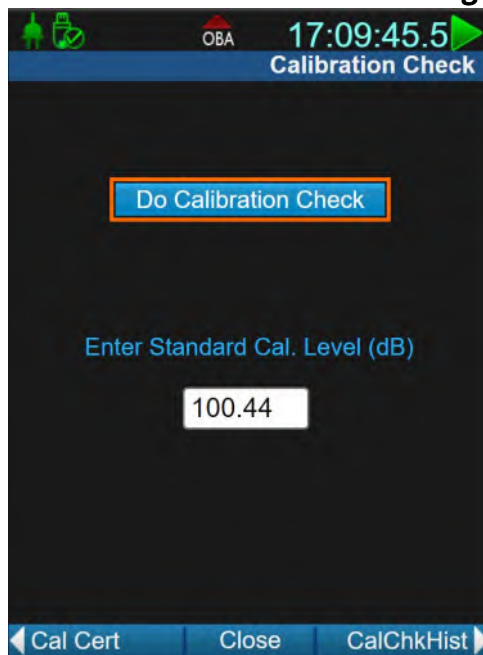 OBA 17:09:45.5
Calibration Check
Do Calibration Check
Enter Standard Cal. Level (dB)
100.44
Cal Cert Close CalChkHist